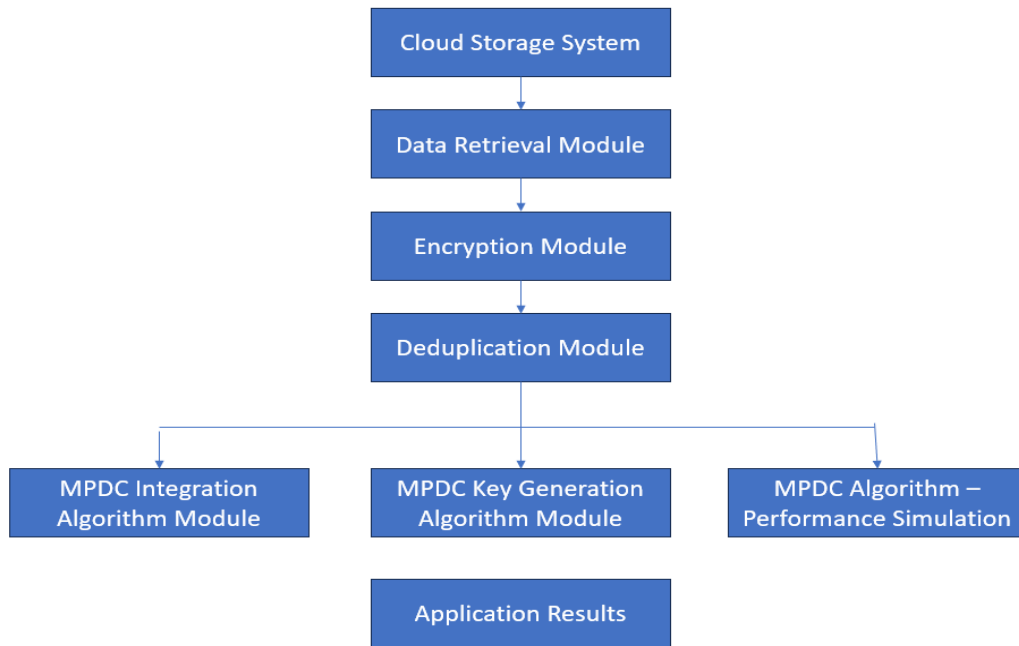 Cloud Storage System
Data Retrieval Module
Encryption Module
Deduplication Module
MPDC Integration
Algorithm Module
MPDC Key Generation
Algorithm Module
MPDC Algorithm –
Performance Simulation
Application Results